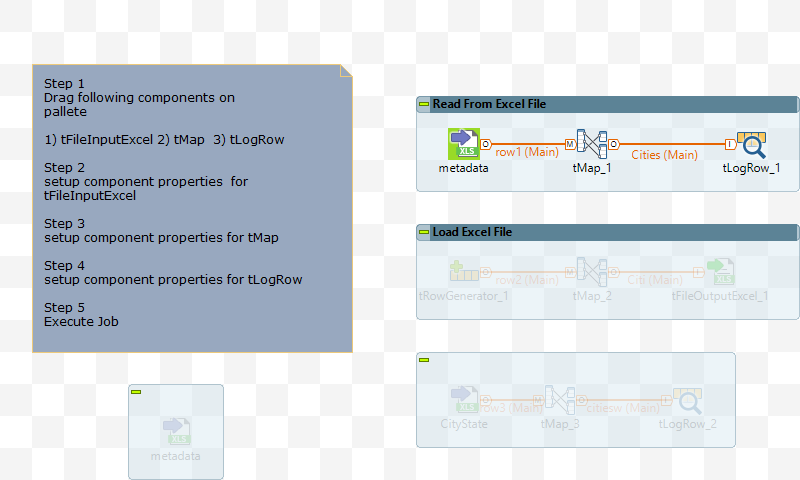 Step 1
Drag following components on
pallete
1) tFileInputExcel 2) tMap  3) tLogRow
Step 2
setup component properties  for
tFileInputExcel
Step 3
setup component properties for tMap
Step 4
setup component properties for tLogRow
Step 5
Execute Job
Read From Excel File
XLS
O
row1 (Main)
M
O
Cities (Main)
I
metadata
tMap_1
tLogRow_1
Load Excel File
O
row2 (Main)
M
O
Citi (Main)
I
XLS
tRowGenerator_1
tMap_2
tFileOutputExcel_1
XLS
O
row3 (Main)
M
O
citiesw (Main)
I
CityState
tMap_3
tLogRow_2
XLS
metadata